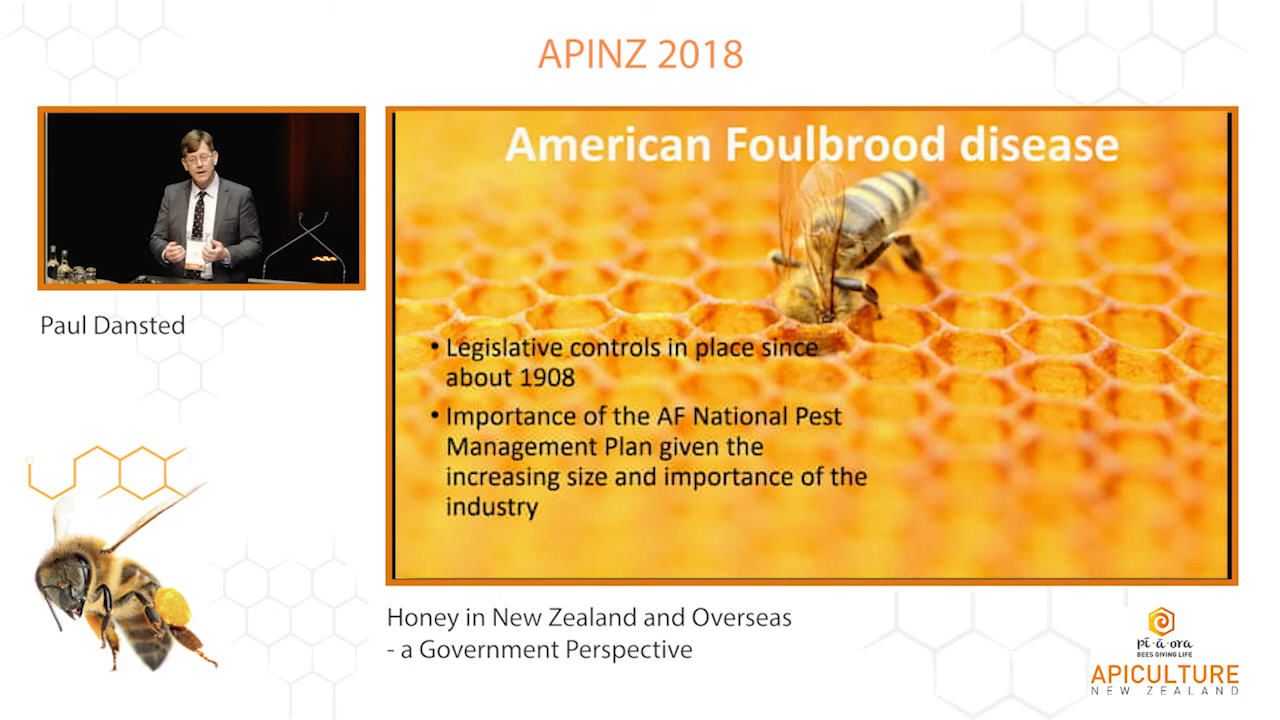 APINZ 2018
Paul Dansted
American Foulbrood disease
• Legislative controls in place since
about 1908
• Importance of the AF National Pest
Management Plan given the
increasing size and importance of the
industry
Honey in New Zealand and Overseas
- a Government Perspective
pī-ā-ora
BEES GIVING LIFE
APICULTURE
NEW ZEALAND